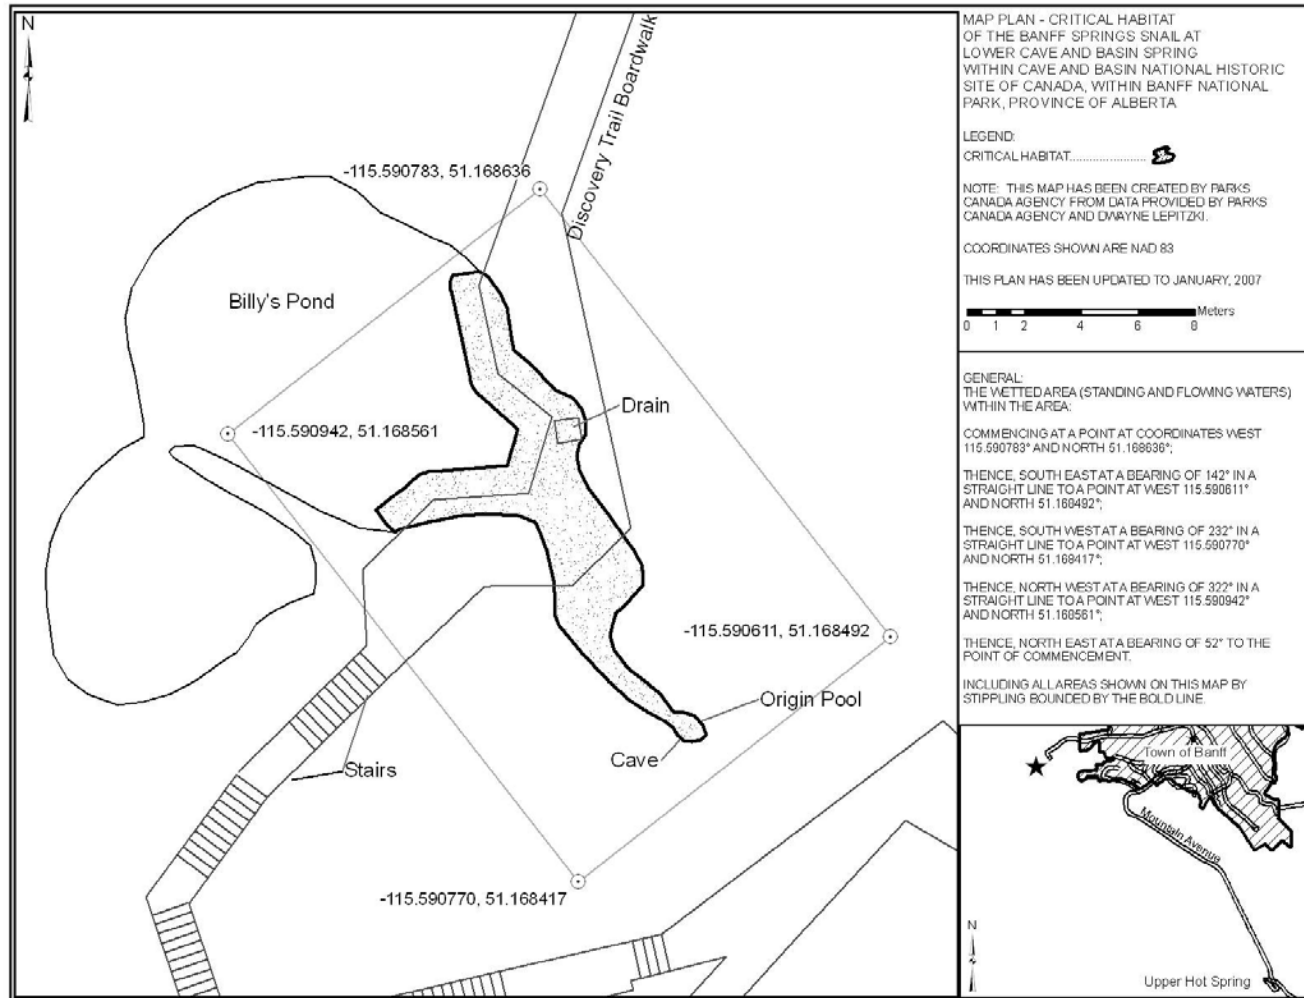 N
Discovery Trail Boardwalk
-115.590783, 51.168636
Billy's Pond
Drain
-115.590942, 51.168561
-115.590611, 51.168492
Origin Pool
Cave
Stairs
-115.590770, 51.168417
MAP PLAN - CRITICAL HABITAT
OF THE BANFF SPRINGS SNAIL AT
LOWER CAVE AND BASIN SPRING
WITHIN CAVE AND BASIN NATIONAL HISTORIC
SITE OF CANADA, WITHIN BANFF NATIONAL
PARK, PROVINCE OF ALBERTA
LEGEND:
CRITICAL HABITAT........................
NOTE: THIS MAP HAS BEEN CREATED BY PARKS
CANADA AGENCY FROM DATA PROVIDED BY PARKS
CANADA AGENCY AND DWAYNE LEPITZKI.
COORDINATES SHOWN ARE NAD 83
THIS PLAN HAS BEEN UPDATED TO JANUARY, 2007
Meters
0 1 2 4 6 8
GENERAL:
THE WETTED AREA (STANDING AND FLOWING WATERS)
WITHIN THE AREA:
COMMENCING AT A POINT AT COORDINATES WEST
115.590783° AND NORTH 51.168636°;
THENCE, SOUTH EAST AT A BEARING OF 142° IN A
STRAIGHT LINE TO A POINT AT WEST 115.590611°
AND NORTH 51.168492°;
THENCE, SOUTH WEST AT A BEARING OF 232° IN A
STRAIGHT LINE TO A POINT AT WEST 115.590770°
AND NORTH 51.168417°;
THENCE, NORTH WEST AT A BEARING OF 322° IN A
STRAIGHT LINE TO A POINT AT WEST 115.590942°
AND NORTH 51.168561°;
THENCE, NORTH EAST AT A BEARING OF 52° TO THE
POINT OF COMMENCEMENT.
INCLUDING ALL AREAS SHOWN ON THIS MAP BY
STIPPLING BOUNDED BY THE BOLD LINE.
Town of Banff
Mountain Avenue
N
Upper Hot Spring